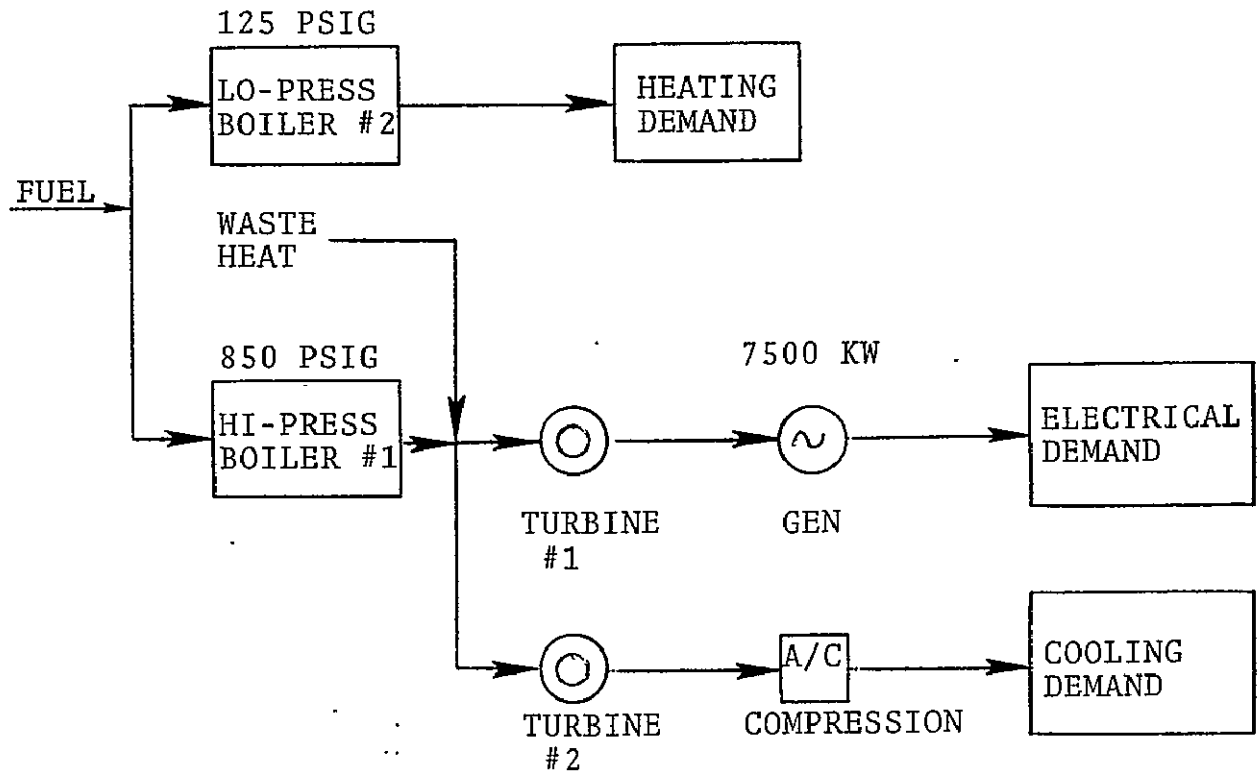 125 PSIG
LO-PRESS
BOILER #2
HEATING
DEMAND
FUEL
WASTE
HEAT
850 PSIG
HI-PRESS
BOILER #1
7500 KW
ELECTRICAL
DEMAND
TURBINE
#1
GEN
A/C
COOLING
DEMAND
TURBINE
#2
COMPRESSION